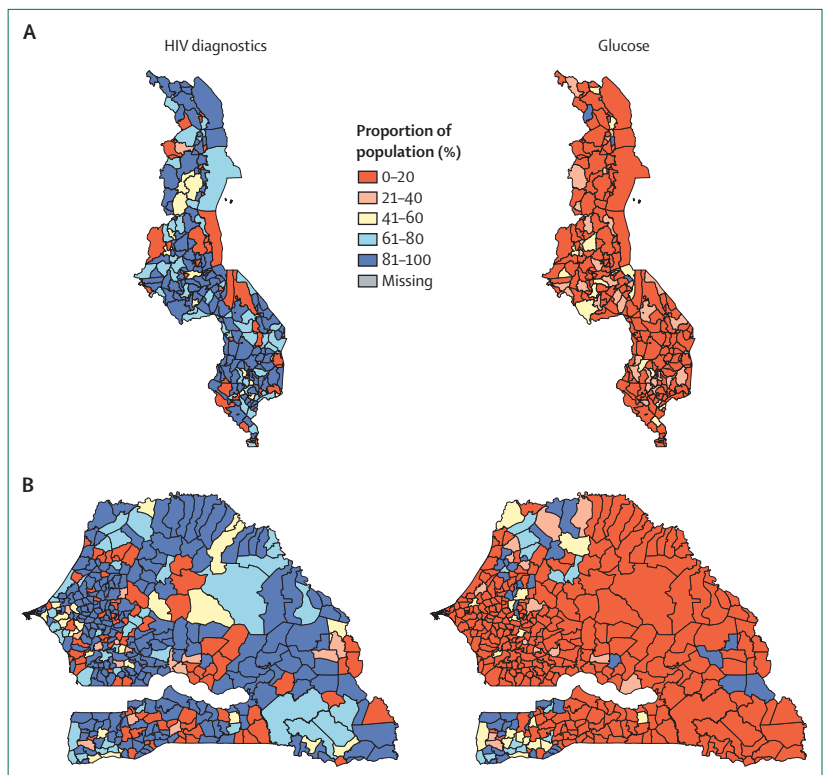 A
HIV diagnostics
Glucose
Proportion of
population (%)
0–20
21–40
41–60
61–80
81–100
Missing
B